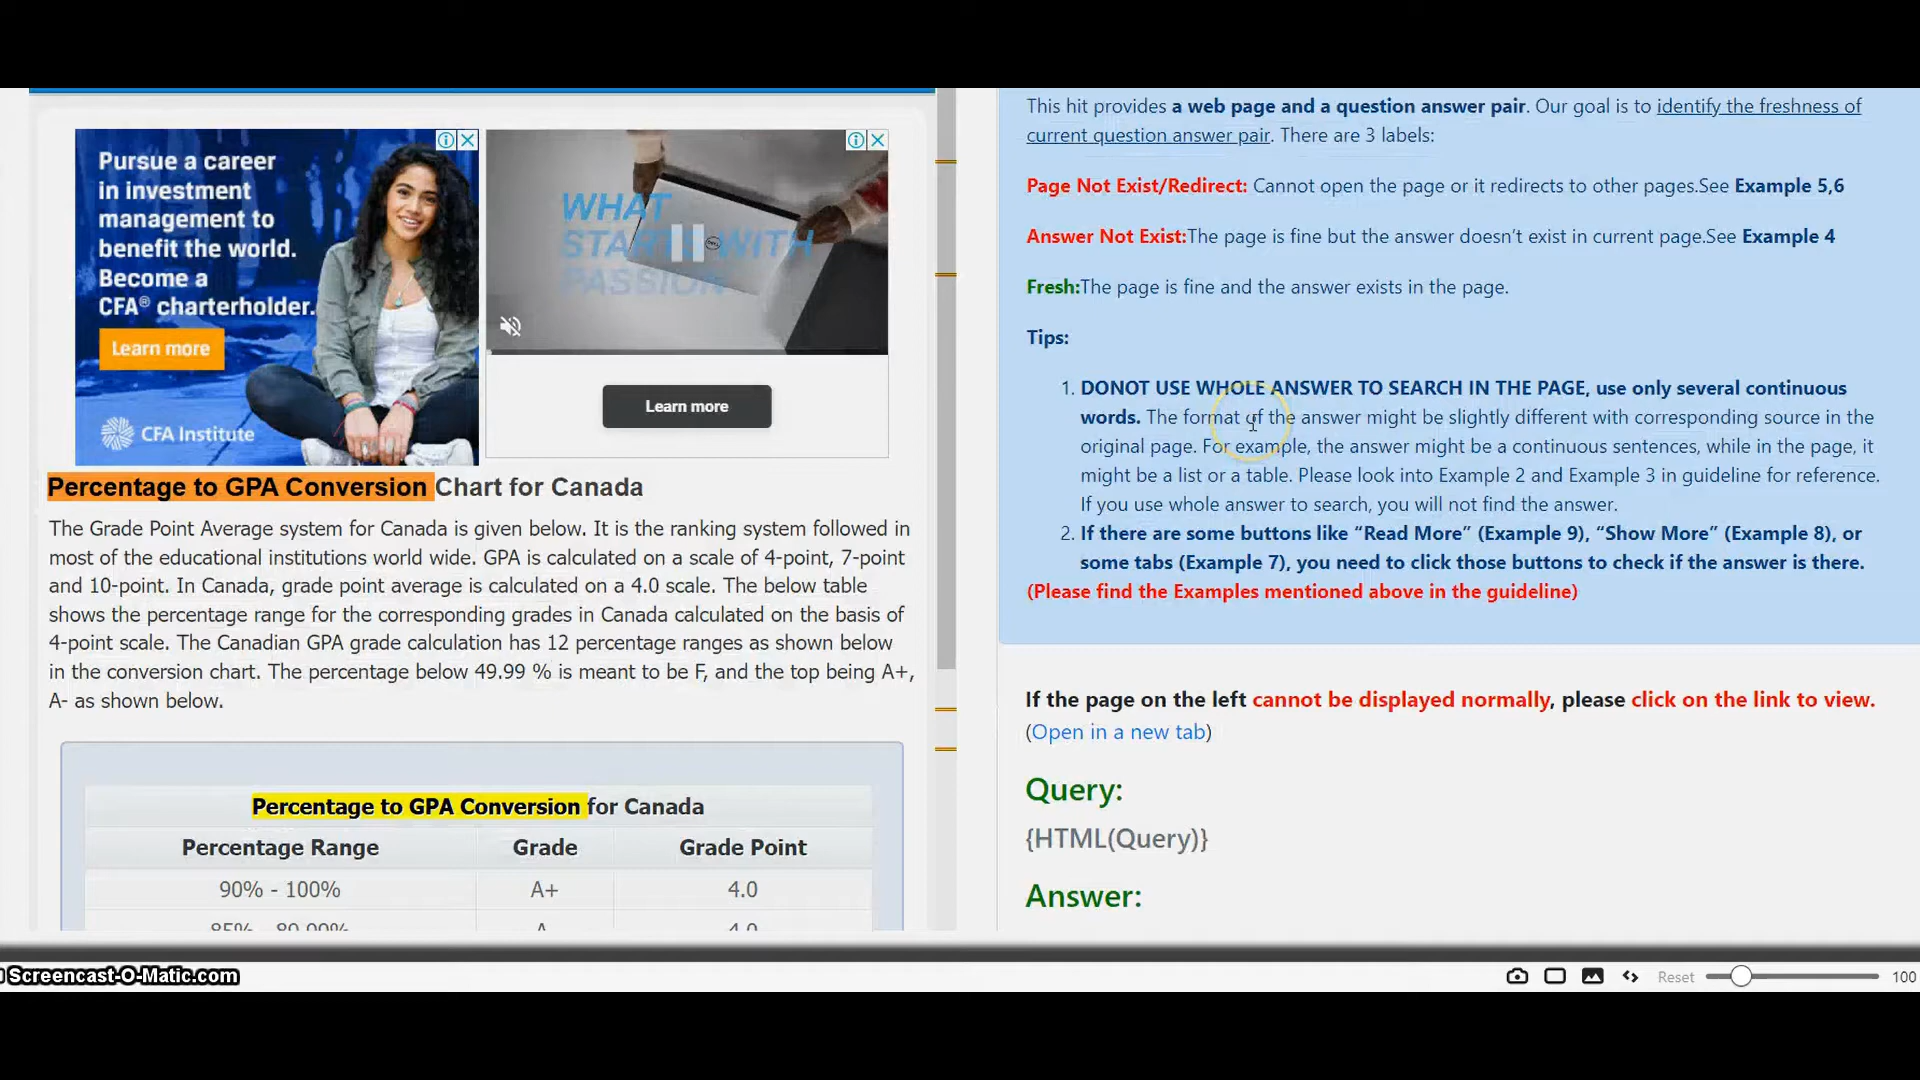 Pursue a career
in investment
management to
benefit the world.
Become a
CFA® charterholder.
Learn more
CFA Institute
WHAT
STARTS WITH
PASSION
Learn more
Percentage to GPA Conversion Chart for Canada
The Grade Point Average system for Canada is given below. It is the ranking system followed in
most of the educational institutions world wide. GPA is calculated on a scale of 4-point, 7-point
and 10-point. In Canada, grade point average is calculated on a 4.0 scale. The below table
shows the percentage range for the corresponding grades in Canada calculated on the basis of
4-point scale. The Canadian GPA grade calculation has 12 percentage ranges as shown below
in the conversion chart. The percentage below 49.99 % is meant to be F, and the top being A+,
A- as shown below.
Percentage to GPA Conversion for Canada
Percentage Range Grade Grade Point
90% - 100% A+ 4.0
85% - 89.99% A 4.0
This hit provides a web page and a question answer pair. Our goal is to identify the freshness of
current question answer pair. There are 3 labels:
Page Not Exist/Redirect: Cannot open the page or it redirects to other pages.See Example 5,6
Answer Not Exist:The page is fine but the answer doesn't exist in current page.See Example 4
Fresh:The page is fine and the answer exists in the page.
Tips:
1. DONOT USE WHOLE ANSWER TO SEARCH IN THE PAGE, use only several continuous
words. The format of the answer might be slightly different with corresponding source in the
original page. For example, the answer might be a continuous sentences, while in the page, it
might be a list or a table. Please look into Example 2 and Example 3 in guideline for reference.
If you use whole answer to search, you will not find the answer.
2. If there are some buttons like "Read More" (Example 9), "Show More" (Example 8), or
some tabs (Example 7), you need to click those buttons to check if the answer is there.
(Please find the Examples mentioned above in the guideline)
If the page on the left cannot be displayed normally, please click on the link to view.
(Open in a new tab)
Query:
{HTML(Query)}
Answer:
Screencast-O-Matic.com
Reset 100